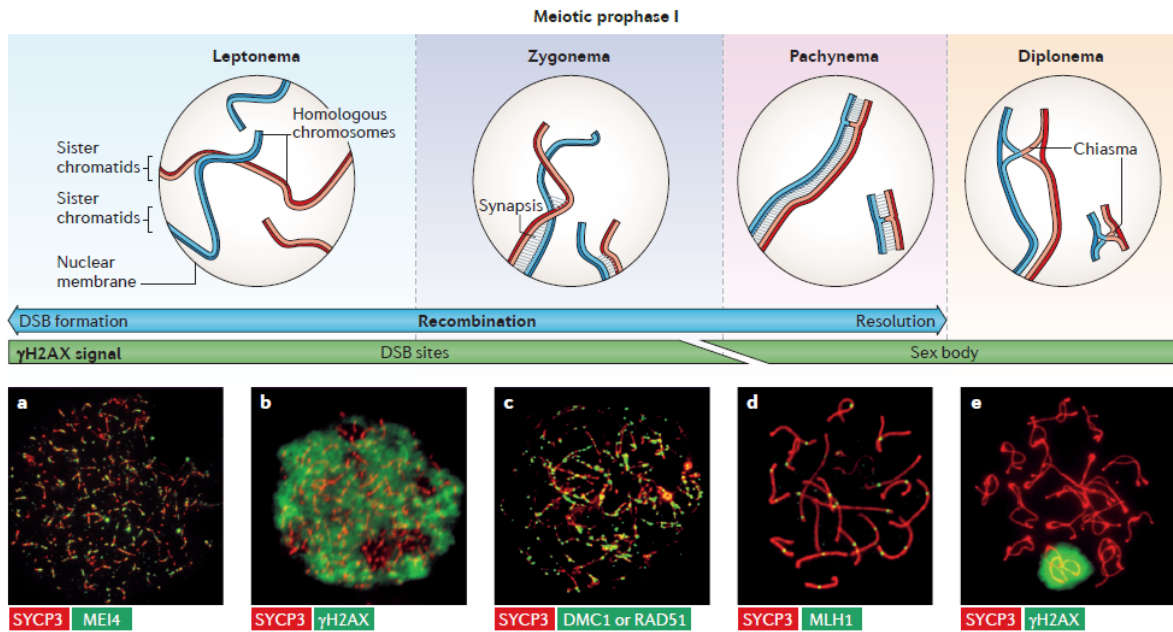 Meiotic prophase I
Leptonema
Zygonema
Pachynema
Diplonema
Homologous
chromosomes
Sister
chromatids
Sister
chromatids
Nuclear
membrane
Synapsis
Chiasma
DSB formation
Recombination
Resolution
γH2AX signal
DSB sites
Sex body
a
b
c
d
e
SYCP3 MEI4
SYCP3 γH2AX
SYCP3 DMC1 or RAD51
SYCP3 MLH1
SYCP3 γH2AX